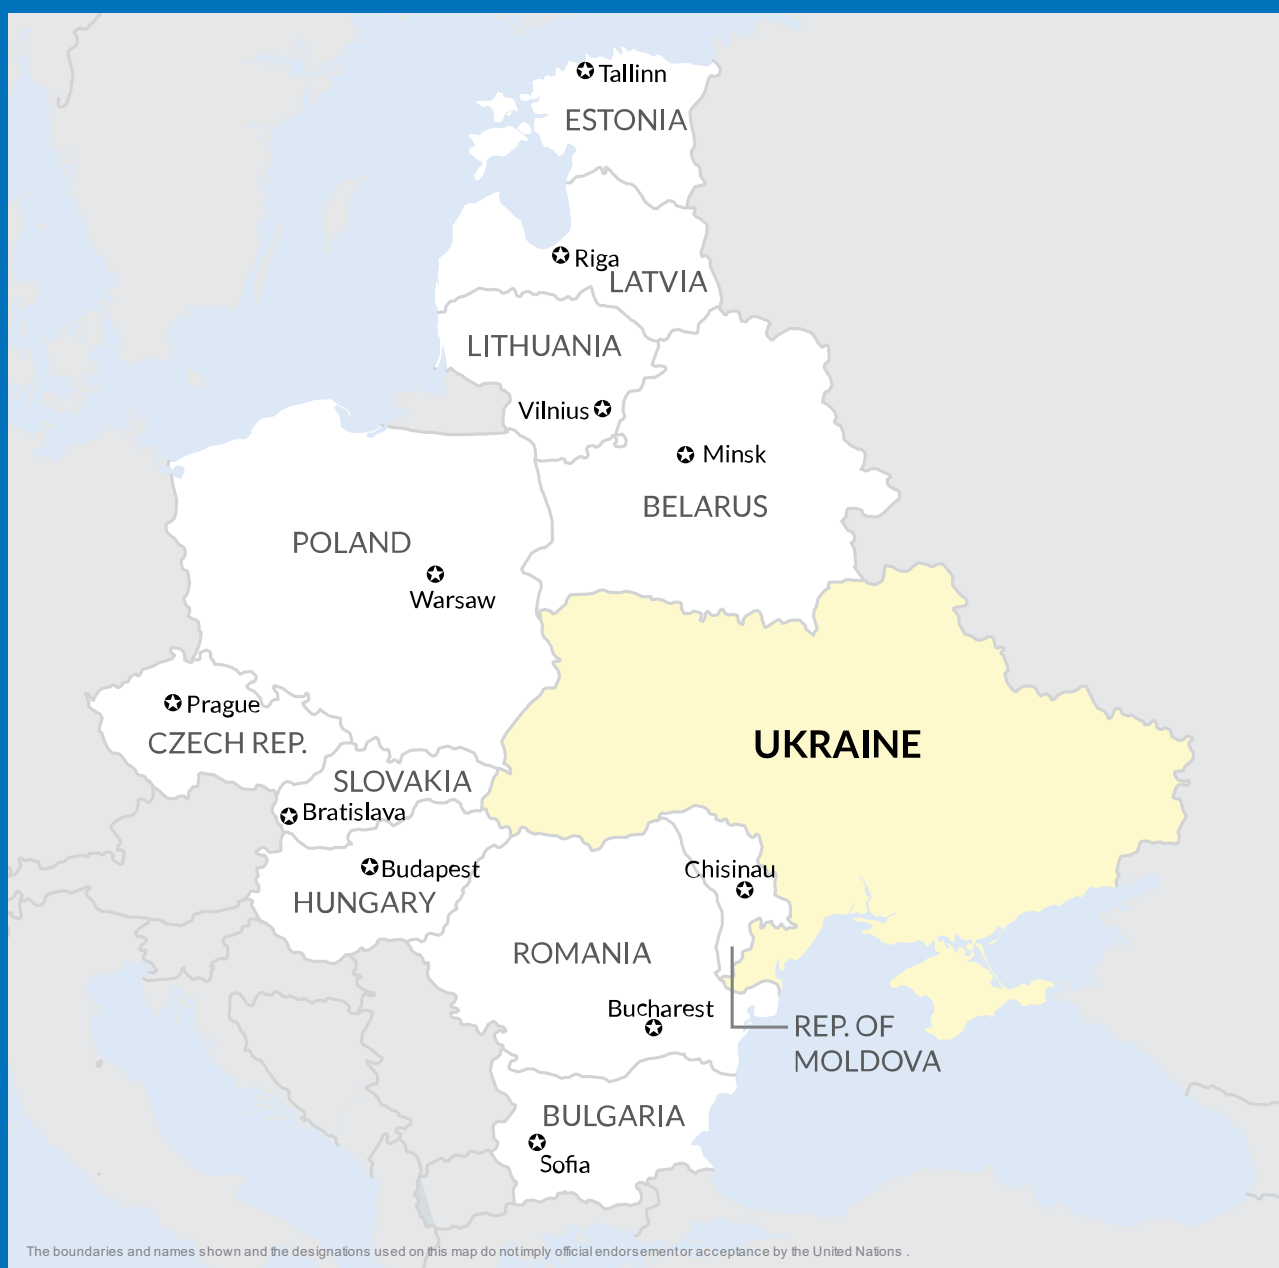 Tallinn
ESTONIA
Riga
LATVIA
LITHUANIA
Vilnius
Minsk
BELARUS
POLAND
Warsaw
Prague
CZECH REP.
UKRAINE
SLOVAKIA
Bratislava
Budapest
HUNGARY
Chisinau
ROMANIA
Bucharest
REP. OF
MOLDOVA
BULGARIA
Sofia
The boundaries and names shown and the designations used on this map do not imply official endorsement or acceptance by the United Nations .